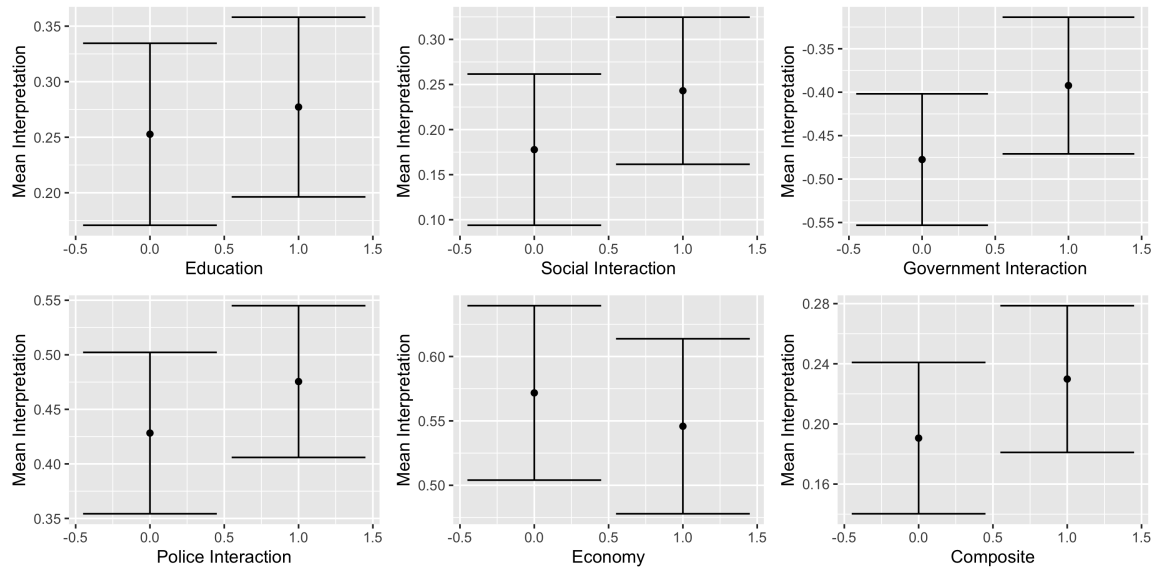 Mean Interpretation
0.35
0.30
0.25
0.20
-0.5 0.0 0.5 1.0 1.5
Education
Mean Interpretation
0.30
0.25
0.20
0.15
0.10
-0.5 0.0 0.5 1.0 1.5
Social Interaction
Mean Interpretation
-0.35
-0.40
-0.45
-0.50
-0.55
-0.5 0.0 0.5 1.0 1.5
Government Interaction
Mean Interpretation
0.55
0.50
0.45
0.40
0.35
-0.5 0.0 0.5 1.0 1.5
Police Interaction
Mean Interpretation
0.60
0.55
0.50
-0.5 0.0 0.5 1.0 1.5
Economy
Mean Interpretation
0.28
0.24
0.20
0.16
-0.5 0.0 0.5 1.0 1.5
Composite